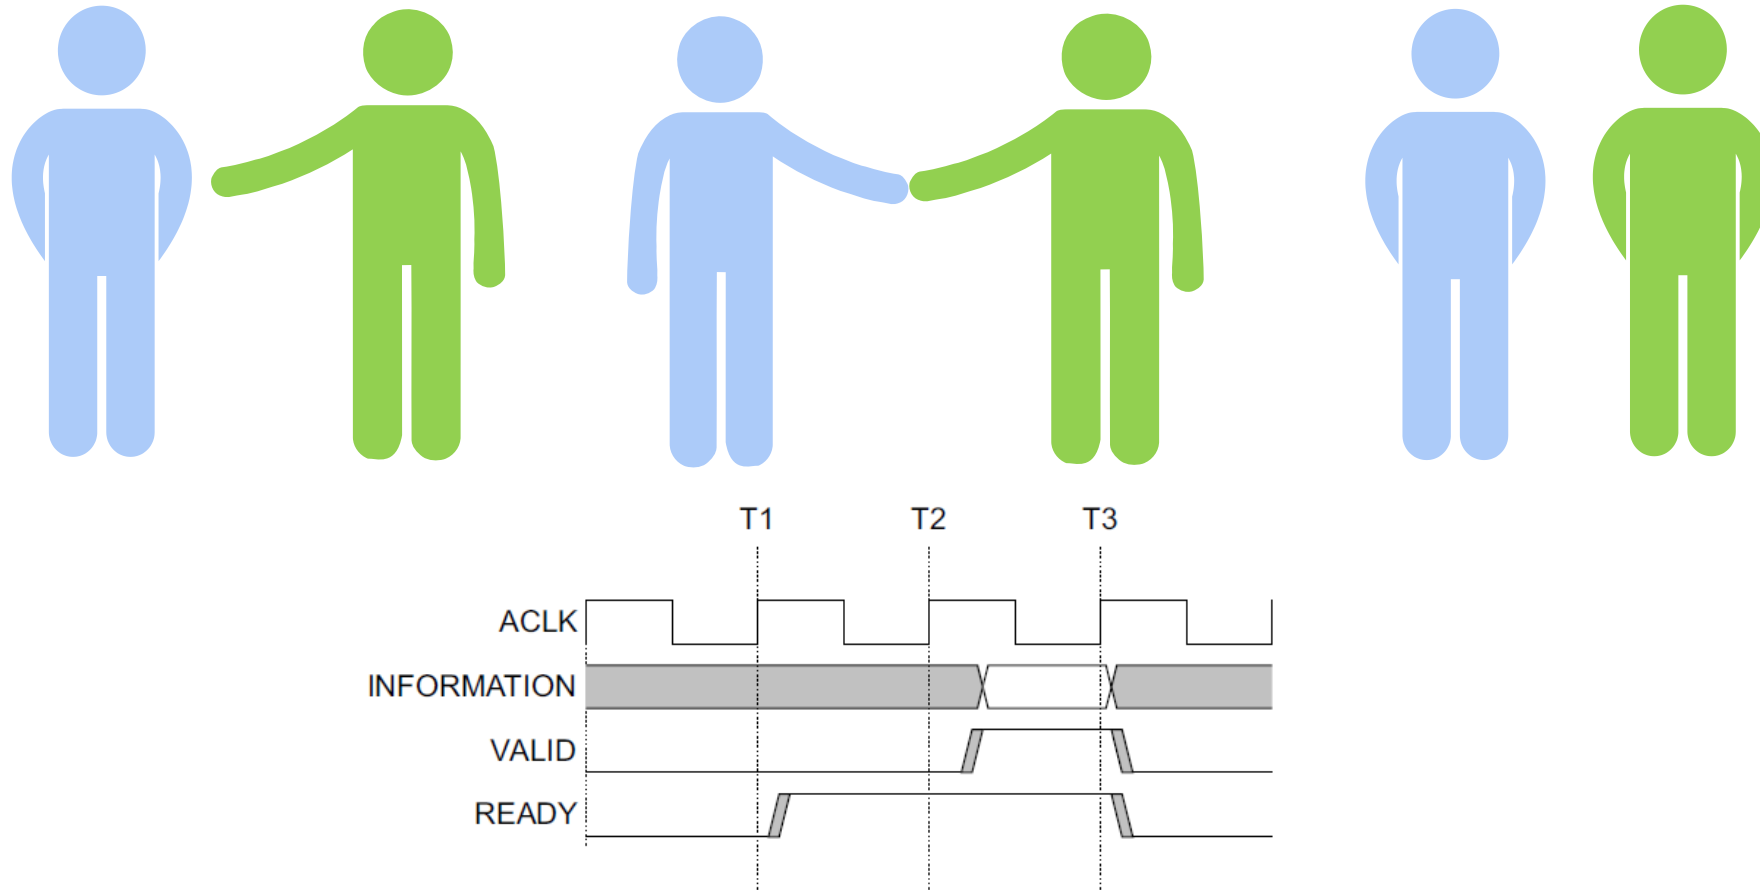 T1 T2 T3
ACLK
INFORMATION
VALID
READY